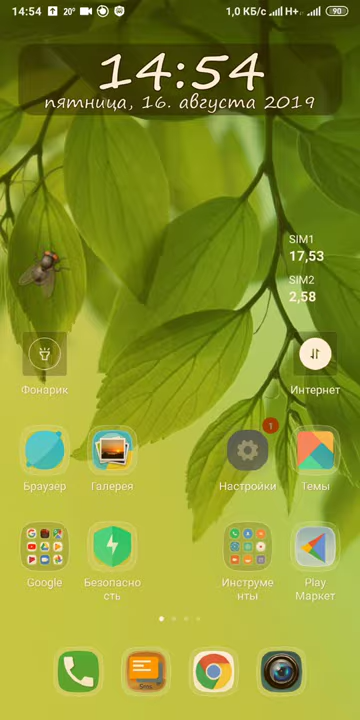 14:54 20° 1,0 КБ/с H+ 90
14:54
пятница, 16. августа 2019
SIM1
17,53
SIM2
2,58
Фонарик Интернет
1
Браузер Галерея Настройки Темы
Google Безопасно
сть Инструме
нты Play
Маркет